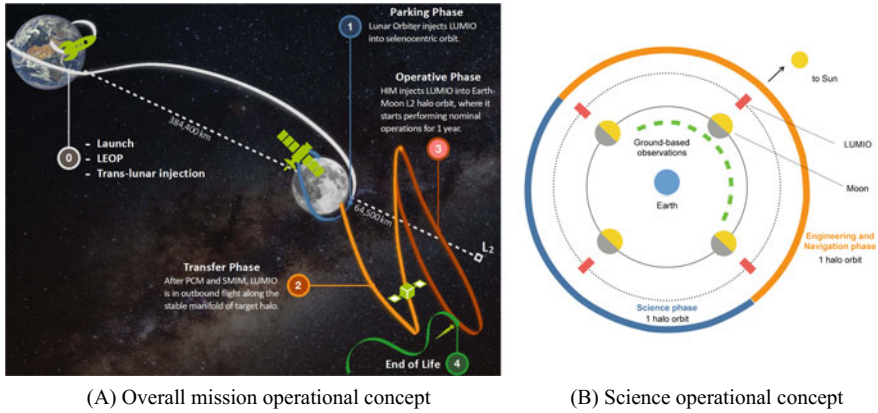 Parking Phase
1
Lunar Orbiter injects LUMIO
into selenocentric orbit.
Operative Phase
HIM injects LUMIO into Earth-
Moon L2 halo orbit, where it
starts performing nominal
operations for 1 year.
3
384,400 km
0
– Launch
– LEOP
– Trans-lunar injection
64,500 km
L2
Transfer Phase
After PCM and SMIM, LUMIO
is in outbound flight along the
stable manifold of target halo.
2
End of Life
4
(A) Overall mission operational concept
to Sun
LUMIO
Ground-based
observations
Moon
Earth
Engineering and
Navigation phase
1 halo orbit
Science phase
1 halo orbit
(B) Science operational concept